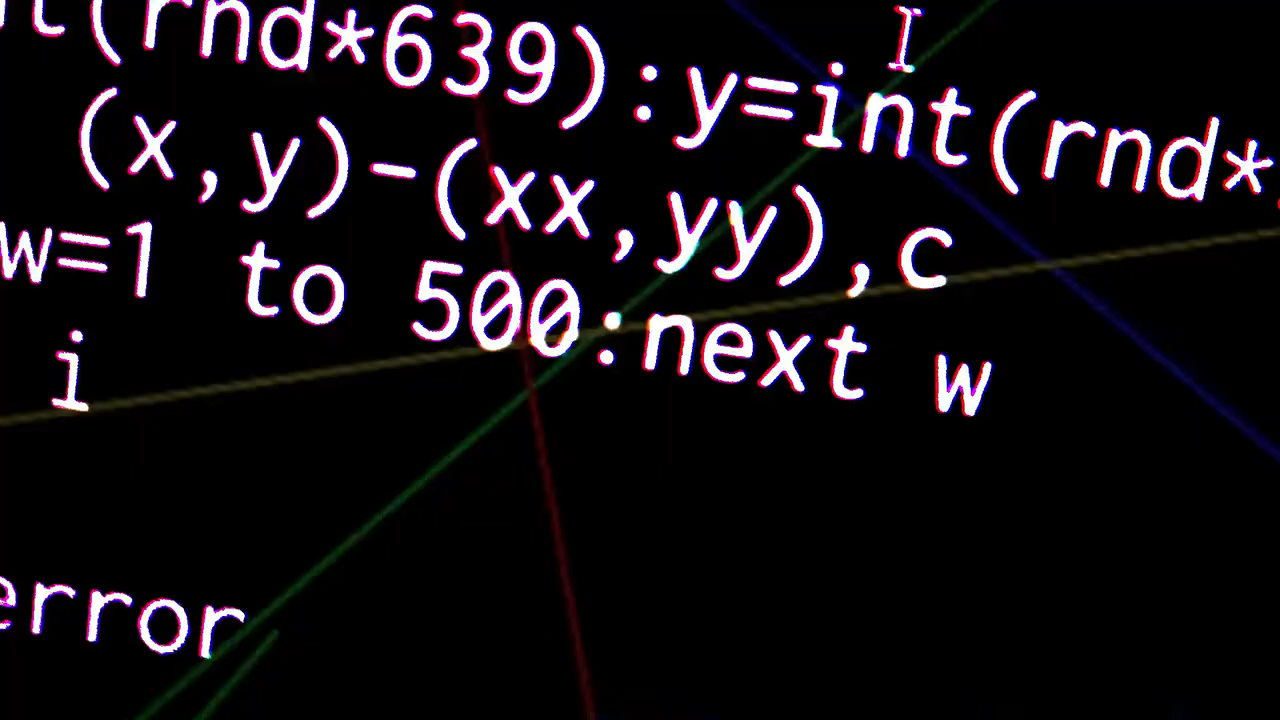 nt(rnd*639):y=int(rnd*
(x,y)-(xx,yy),c
w=1 to 500:next w
i
error